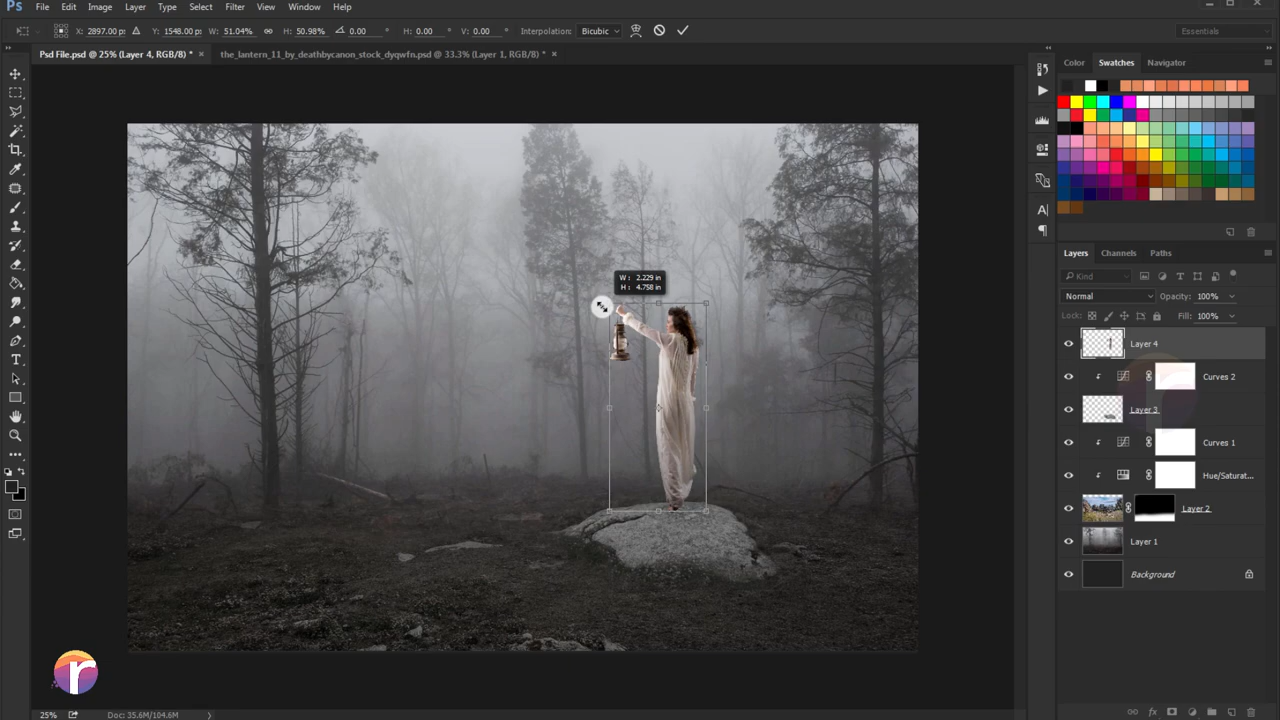 Ps File Edit Image Layer Type Select Filter View Window Help
X: 2897.00 p Y: 1548.00 px W: 51.04% H: 50.98% 0.00 ° H: 0.00 ° V: 0.00 ° Interpolation: Bicubic Essentials
Psd File.psd @ 25% (Layer 4, RGB/8) * × the_lantern_11_by_deathbycanon_stock_dyqwfn.psd @ 33.3% (Layer 1, RGB/8) * ×
Color Swatches Navigator
W: 2.229 in
H: 4.758 in
Layers Channels Paths
Kind
Normal Opacity: 100%
Lock: Fill: 100%
Layer 4
Curves 2
Layer 3
Curves 1
Hue/Saturat...
Layer 2
Layer 1
Background
r
25% Doc: 35.6M/104.6M